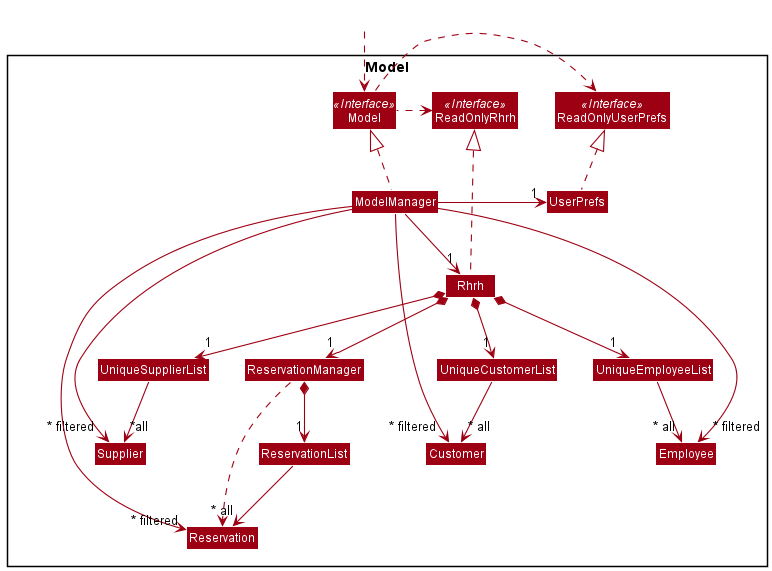 Model
«Interface»
Model
«Interface»
ReadOnlyRhrh
«Interface»
ReadOnlyUserPrefs
ModelManager
1
UserPrefs
1
Rhrh
1
1
1
1
UniqueSupplierList
ReservationManager
UniqueCustomerList
UniqueEmployeeList
* filtered
*all
1
* filtered
* all
* all
* filtered
Supplier
ReservationList
Customer
Employee
* filtered
* all
Reservation